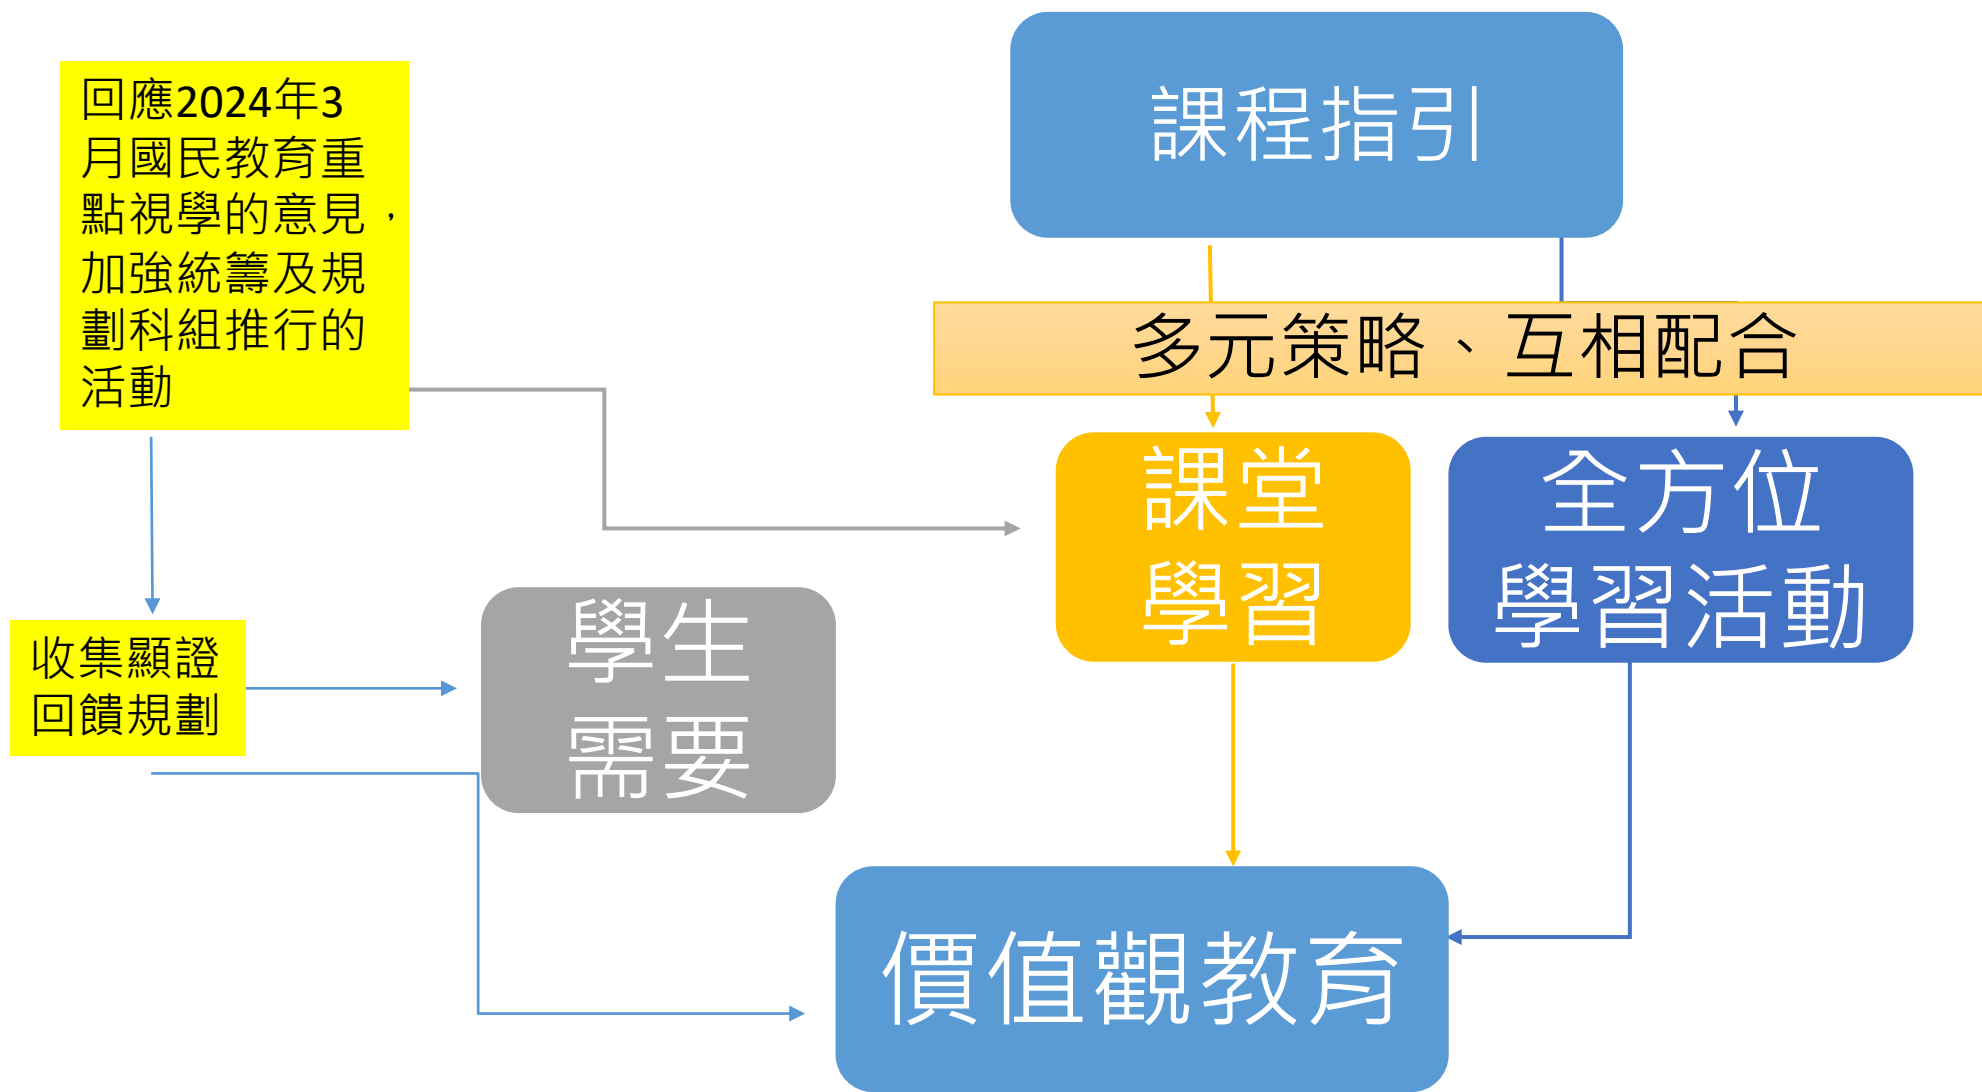 回應2024年3
月國民教育重
點視學的意見，
加強統籌及規
劃科組推行的
活動
課程指引
多元策略、互相配合
課堂
學習
全方位
學習活動
收集顯證
回饋規劃
學生
需要
價值觀教育